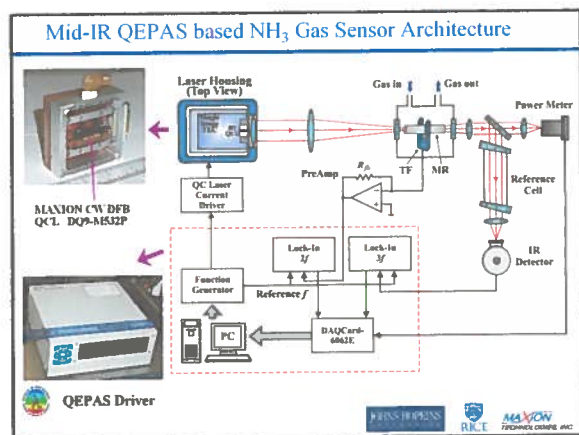 Mid-IR QEPAS based NH₃ Gas Sensor Architecture
Laser Housing
(Top View)
Gas in
Gas out
Power Meter
TF
MR
PreAmp
Reference
Cell
QC Laser
Current
Driver
MAXION CW DFB
QCL DQ9-M532P
IR
Detector
Lock-in
2f
Lock-in
3f
Function
Generator
Reference f
PC
DAQCard-
6062E
QEPAS Driver
JOHNS HOPKINS
RICE
MAXION
TECHNOLOGIES, INC